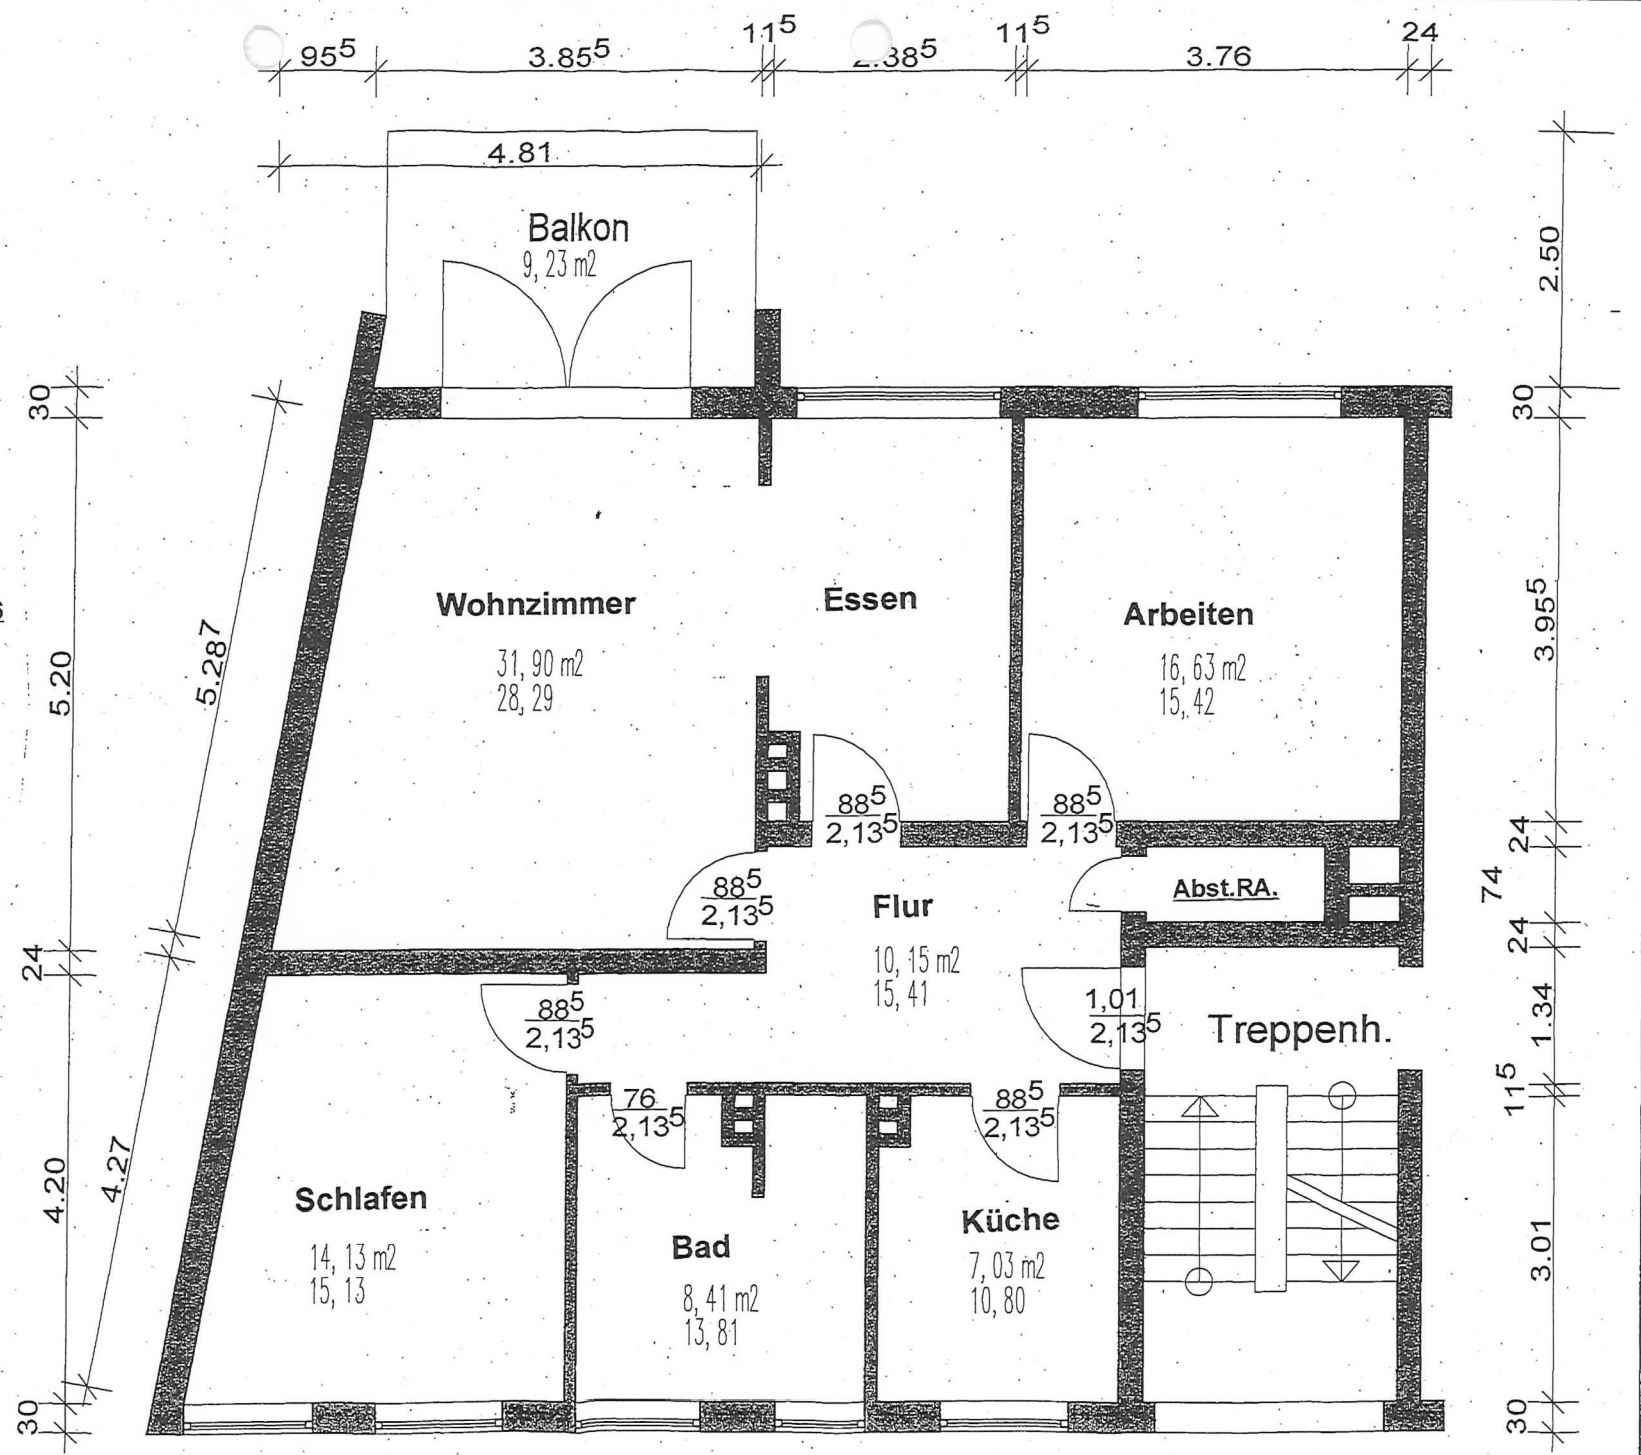 11⁵ 11⁵ 24
95⁵ 3.85⁵ 2.38⁵ 3.76
4.81
Balkon
9,23 m2
2.50
30
30
Wohnzimmer
31,90 m2
28,29
Essen
Arbeiten
16,63 m2
15,42
3.95⁵
5.20
5.28⁷
88⁵
2,13⁵
88⁵
2,13⁵
24
74
24
Abst.RA.
88⁵
2,13⁵
Flur
10,15 m2
15,41
24
88⁵
2,13⁵
1,01
2,13⁵
Treppenh.
1.34
11⁵
76
2,13⁵
88⁵
2,13⁵
4.20
4.27
Schlafen
14,13 m2
15,13
Bad
8,41 m2
13,81
Küche
7,03 m2
10,80
3.01
30
30